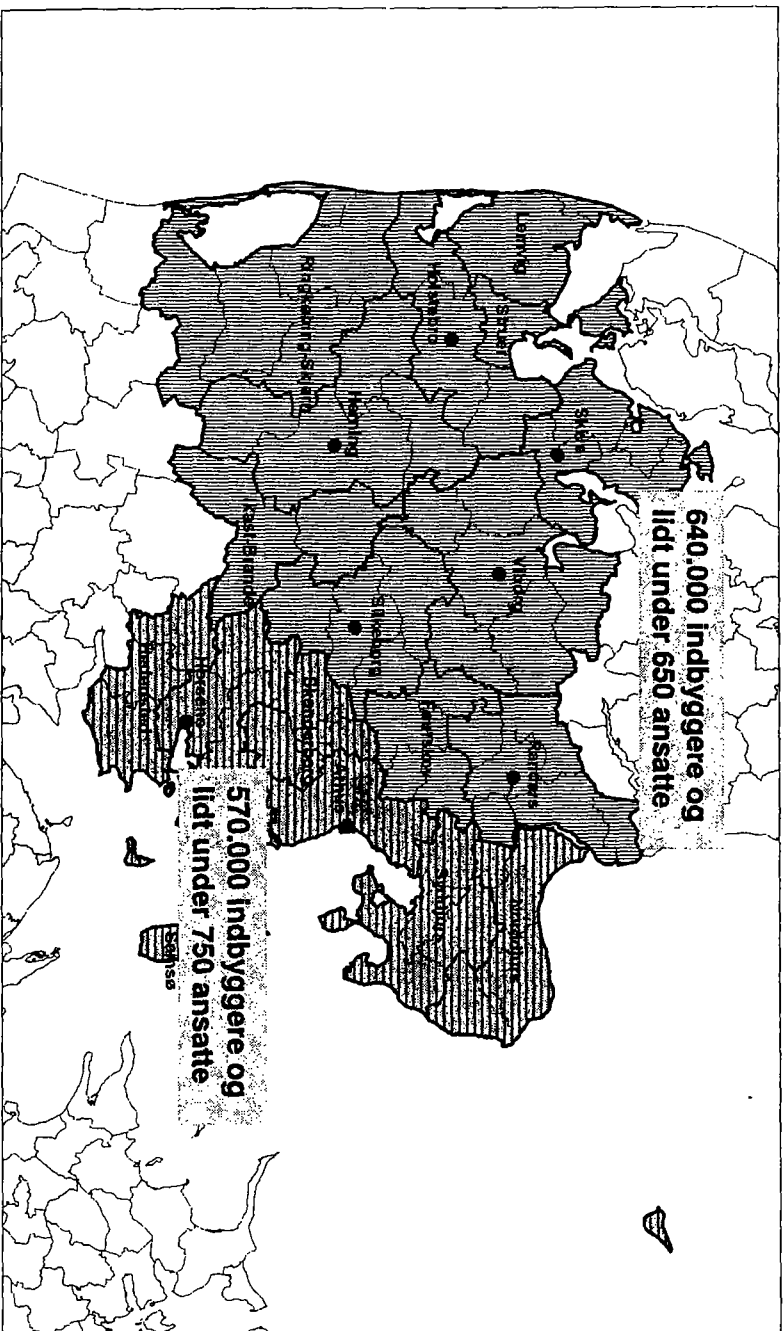 640.000 indbyggere og
lidt under 650 ansatte
Lemvig
Struer
Holstebro
Skive
Viborg
Ringkøbing-Skjern
Herning
Ikast-Brande
Silkeborg
Favrskov
Randers
Norddjurs
Syddjurs
Århus
Skanderborg
Horsens
Hedensted
Samsø
570.000 indbyggere og
lidt under 750 ansatte